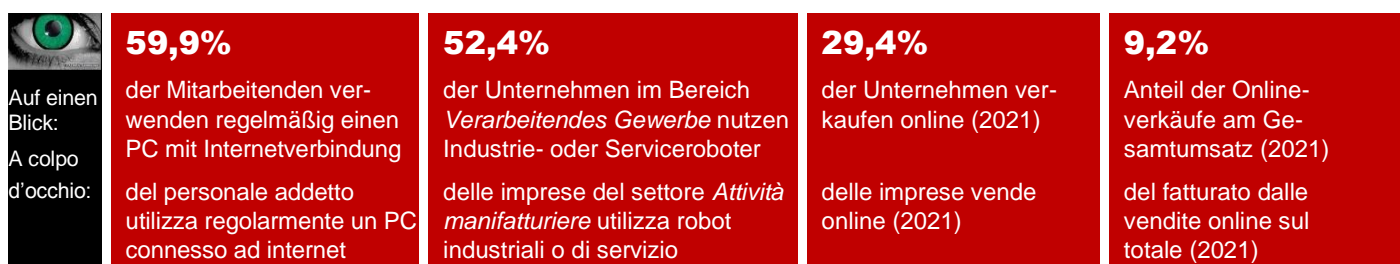 Auf einen
Blick:
A colpo
d'occhio:
59,9%
der Mitarbeitenden ver-
wenden regelmäßig einen
PC mit Internetverbindung
del personale addetto
utilizza regolarmente un PC
connesso ad internet
52,4%
der Unternehmen im Bereich
Verarbeitendes Gewerbe nutzen
Industrie- oder Serviceroboter
delle imprese del settore Attività
manifatturiere utilizza robot
industriali o di servizio
29,4%
der Unternehmen ver-
kaufen online (2021)
delle imprese vende
online (2021)
9,2%
Anteil der Online-
verkäufe am Ge-
samtumsatz (2021)
del fatturato dalle
vendite online sul
totale (2021)